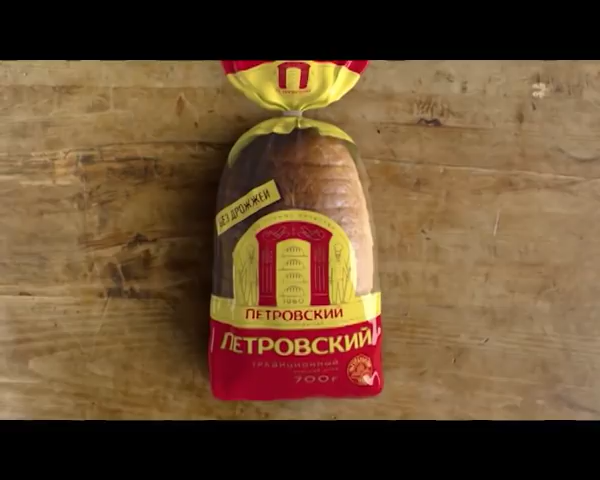 П
БЕЗ ДРОЖЖЕЙ
1960
ПЕТРОВСКИЙ
ПЕТРОВСКИЙ
ТРАДИЦИОННЫЙ
700г